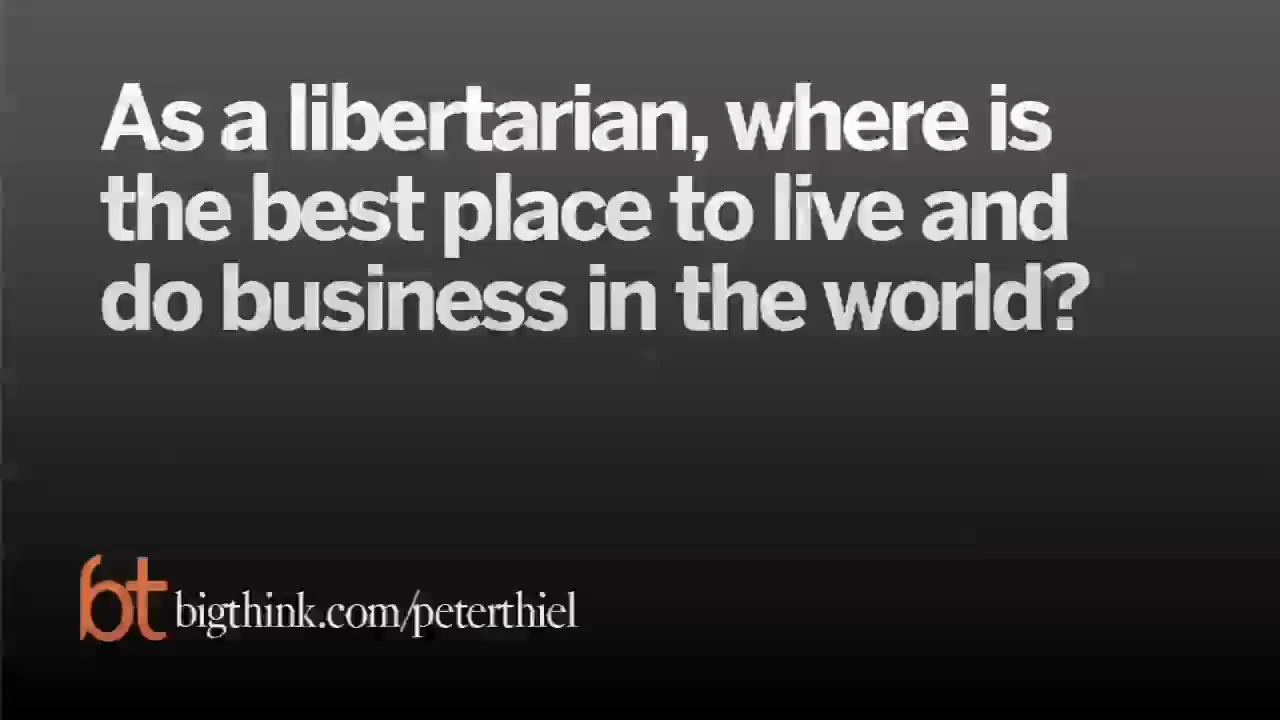 As a libertarian, where is
the best place to live and
do business in the world?
bt bigthink.com/peterthiel